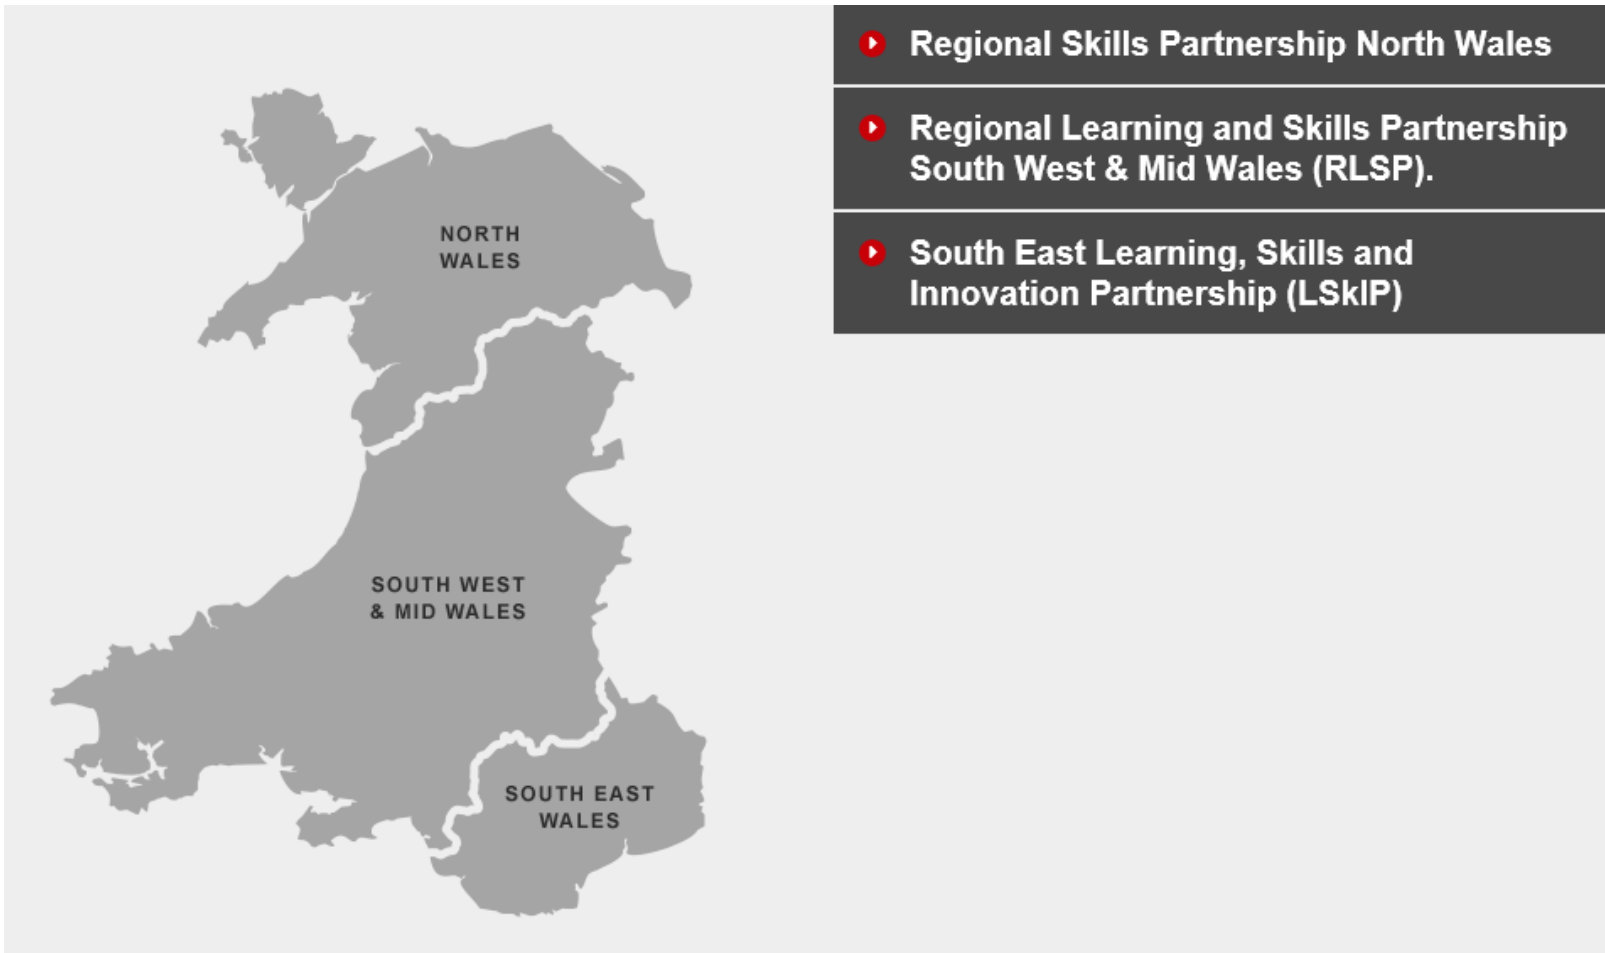 Regional Skills Partnership North Wales
Regional Learning and Skills Partnership
South West & Mid Wales (RLSP).
South East Learning, Skills and
Innovation Partnership (LSkIP)
NORTH
WALES
SOUTH WEST
& MID WALES
SOUTH EAST
WALES